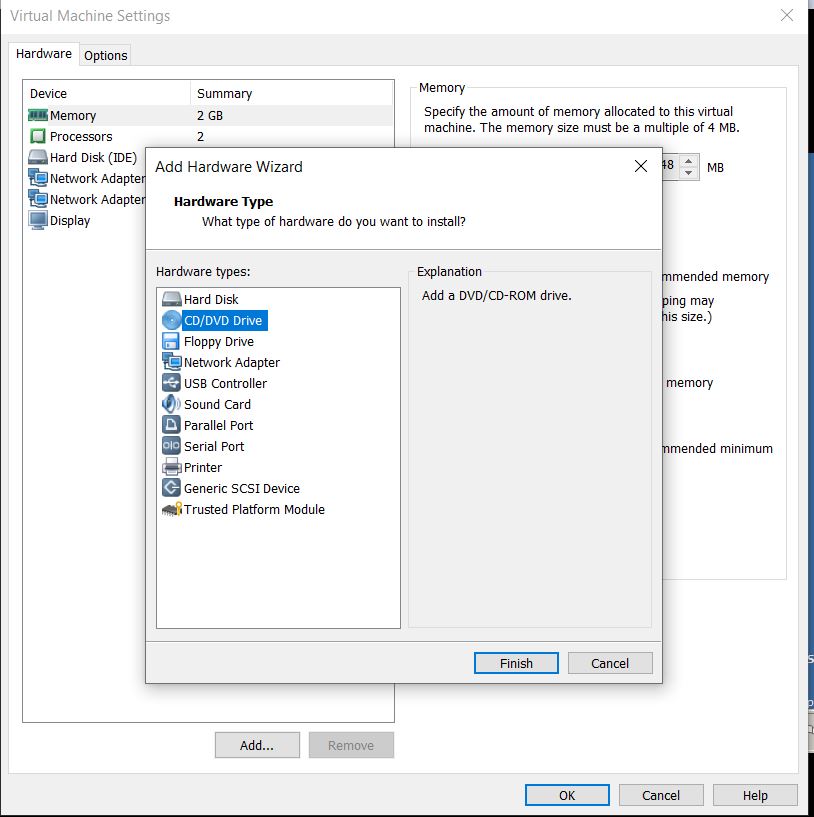 Virtual Machine Settings
Hardware
Options
Device
Summary
Memory
2 GB
Processors
2
Hard Disk (IDE)
Network Adapter
Network Adapter
Display
Memory
Specify the amount of memory allocated to this virtual
machine. The memory size must be a multiple of 4 MB.
48
MB
mmended memory
ping may
his size.)
memory
mmended minimum
Add Hardware Wizard
Hardware Type
What type of hardware do you want to install?
Hardware types:
Hard Disk
CD/DVD Drive
Floppy Drive
Network Adapter
USB Controller
Sound Card
Parallel Port
Serial Port
Printer
Generic SCSI Device
Trusted Platform Module
Explanation
Add a DVD/CD-ROM drive.
Finish
Cancel
Add...
Remove
OK
Cancel
Help